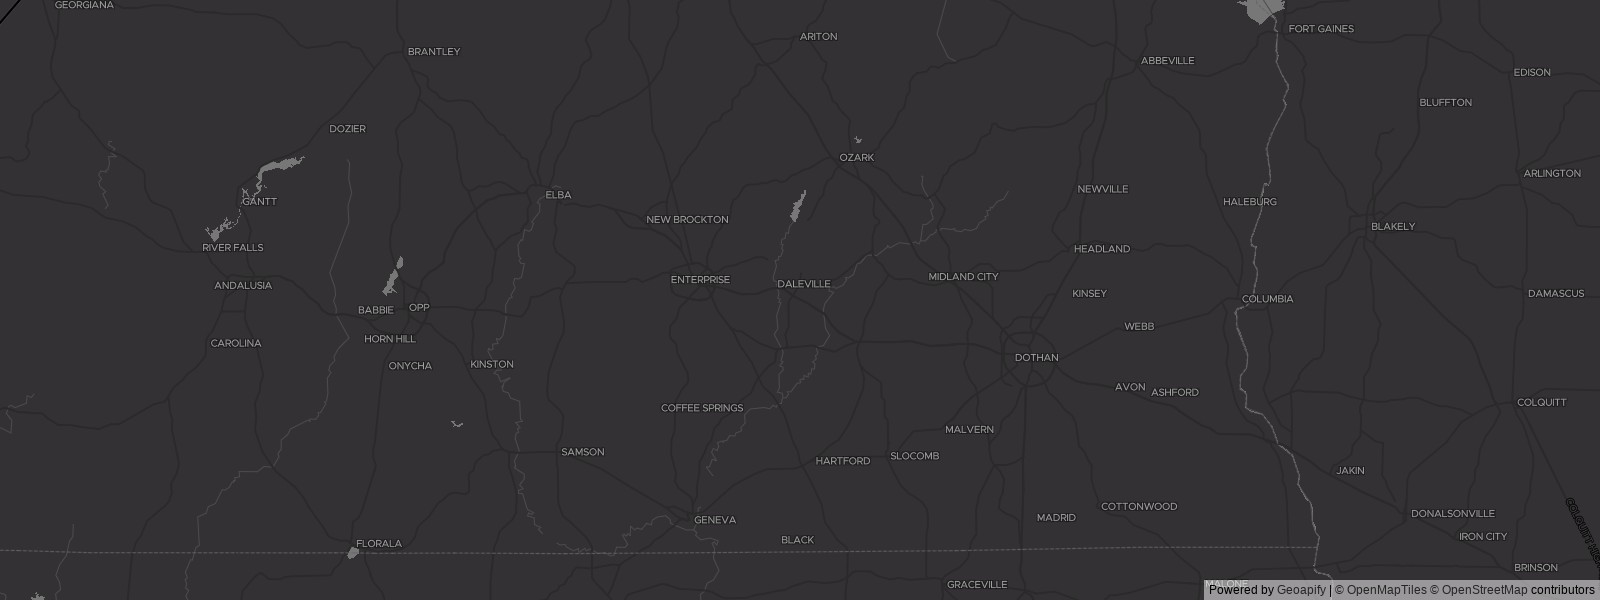 GEORGIANA
FORT GAINES
ARITON
BRANTLEY
ABBEVILLE
EDISON
BLUFFTON
DOZIER
OZARK
ARLINGTON
NEWVILLE
ELBA
GANTT
HALEBURG
NEW BROCKTON
BLAKELY
RIVER FALLS
HEADLAND
MIDLAND CITY
ENTERPRISE
DALEVILLE
ANDALUSIA
KINSEY
DAMASCUS
COLUMBIA
OPP
BABBIE
WEBB
HORN HILL
CAROLINA
DOTHAN
KINSTON
ONYCHA
AVON
ASHFORD
COLQUITT
COFFEE SPRINGS
MALVERN
SAMSON
SLOCOMB
HARTFORD
JAKIN
COTTONWOOD
DONALSONVILLE
MADRID
GENEVA
IRON CITY
BLACK
FLORALA
BRINSON
GRACEVILLE
MALONE
Powered by Geoapify | © OpenMapTiles © OpenStreetMap contributors